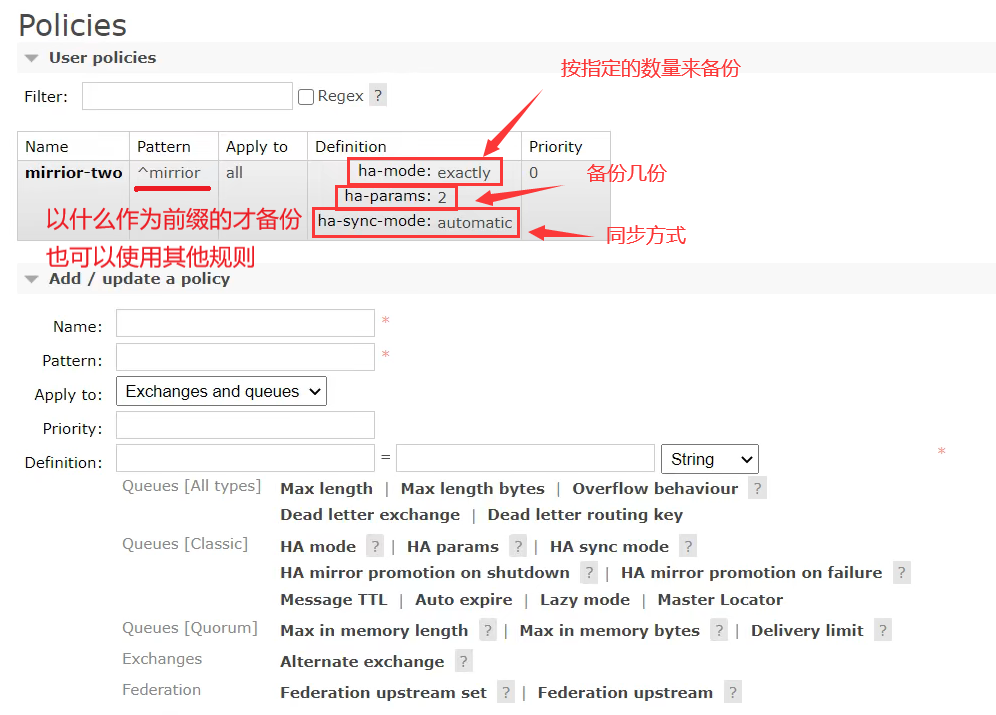 Policies
User policies
按指定的数量来备份
Filter: Regex ?
Name Pattern Apply to Definition Priority
mirrior-two ^mirrior all ha-mode: exactly 0
备份几份
ha-params: 2
以什么作为前缀的才备份
ha-sync-mode: automatic
同步方式
也可以使用其他规则
Add / update a policy
Name: *
Pattern: *
Apply to: Exchanges and queues
Priority:
Definition: = String *
Queues [All types] Max length | Max length bytes | Overflow behaviour ?
Dead letter exchange | Dead letter routing key
Queues [Classic] HA mode ? | HA params ? | HA sync mode ?
HA mirror promotion on shutdown ? | HA mirror promotion on failure ?
Message TTL | Auto expire | Lazy mode | Master Locator
Queues [Quorum] Max in memory length ? | Max in memory bytes ? | Delivery limit ?
Exchanges Alternate exchange ?
Federation Federation upstream set ? | Federation upstream ?